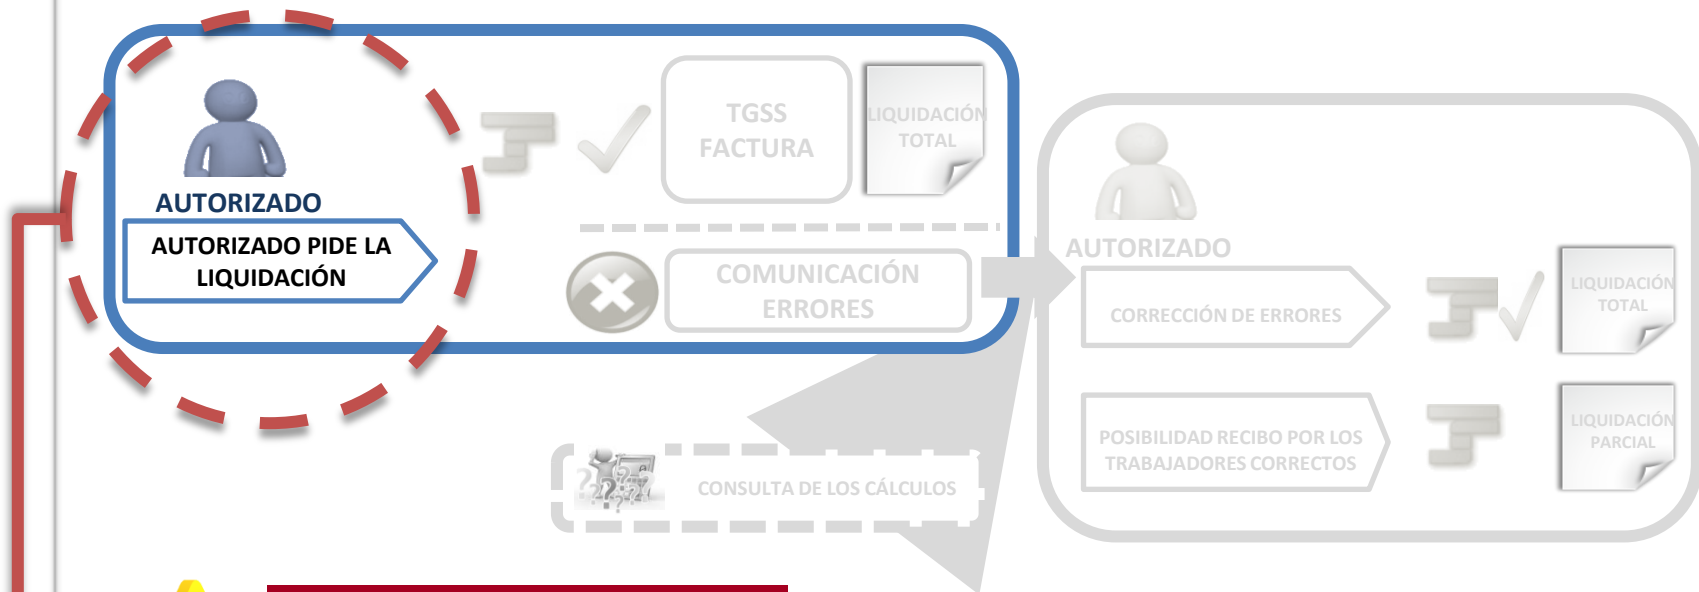 AUTORIZADO
AUTORIZADO PIDE LA
LIQUIDACIÓN
TGSS
FACTURA
LIQUIDACIÓN
TOTAL
COMUNICACIÓN
ERRORES
AUTORIZADO
CORRECCIÓN DE ERRORES
LIQUIDACIÓN
TOTAL
POSIBILIDAD RECIBO POR LOS
TRABAJADORES CORRECTOS
LIQUIDACIÓN
PARCIAL
CONSULTA DE LOS CÁLCULOS